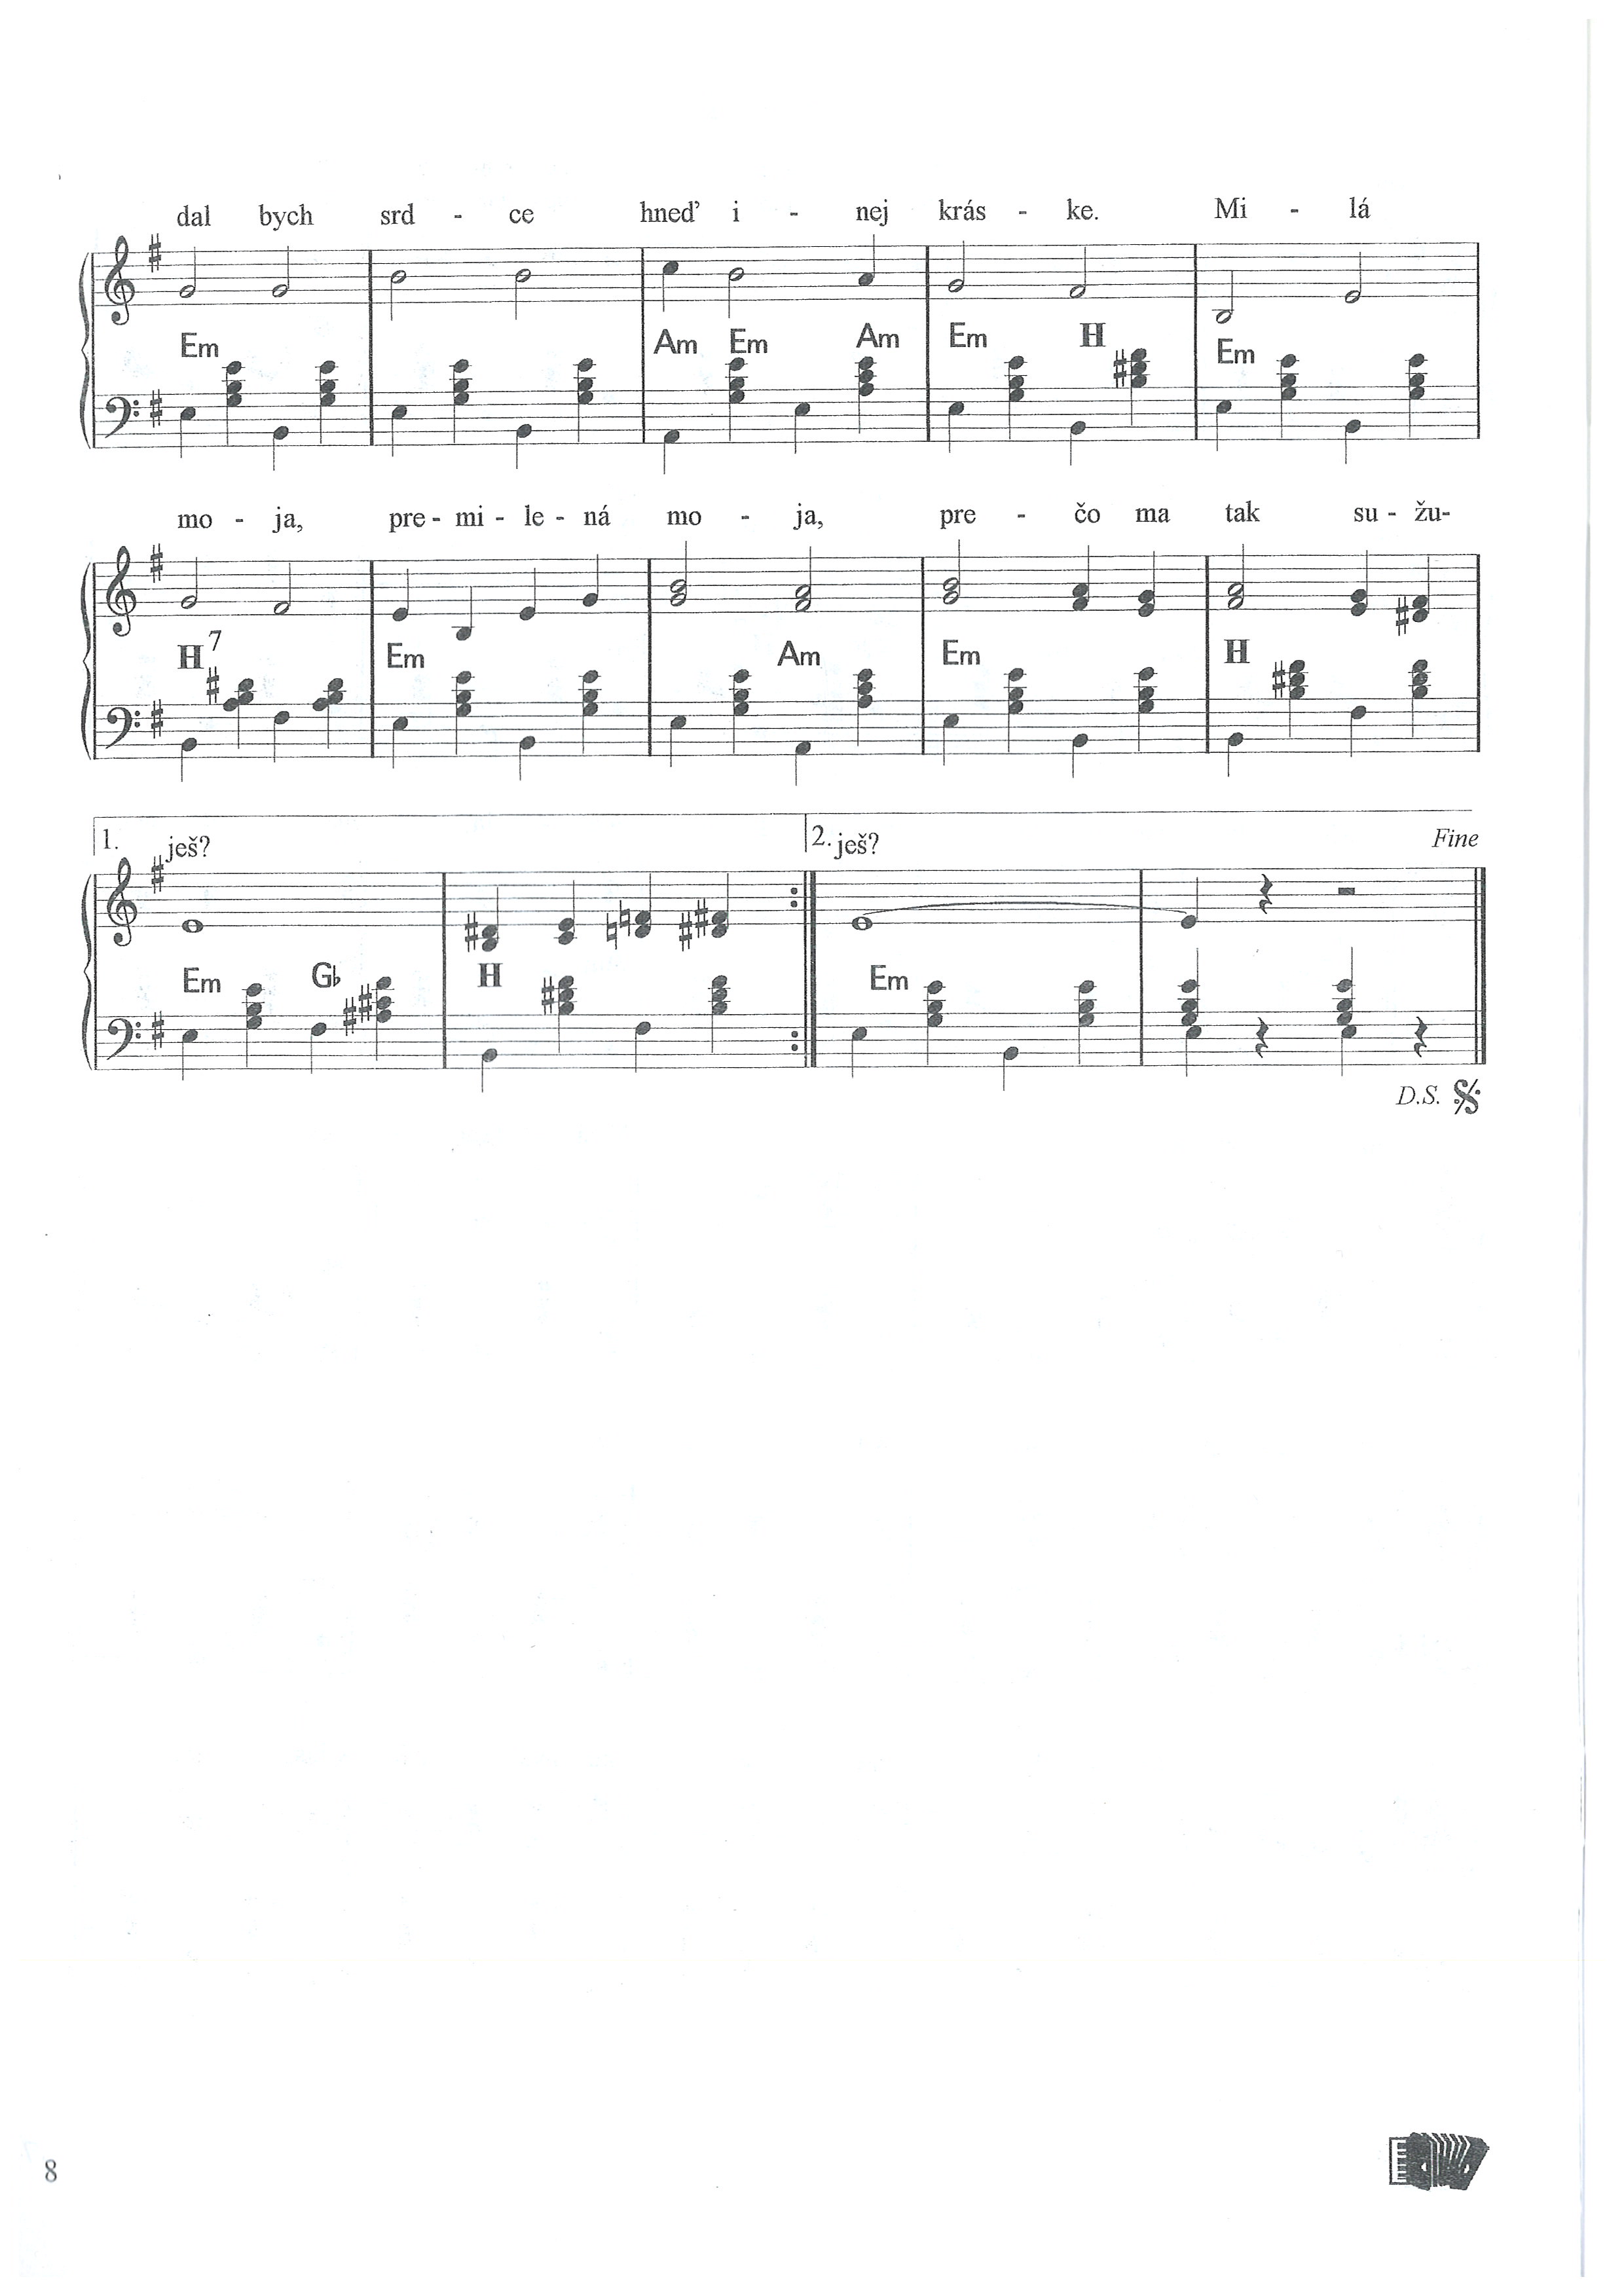 dal bych srd - ce hneď i - nej krás - ke. Mi - lá
Em Am Em Am Em H Em
mo - ja, pre - mi - le - ná mo - ja, pre - čo ma tak su - žu-
H7 Em Am Em H
1. ješ? 2. ješ? Fine
Em G♭ H Em
D.S.
8